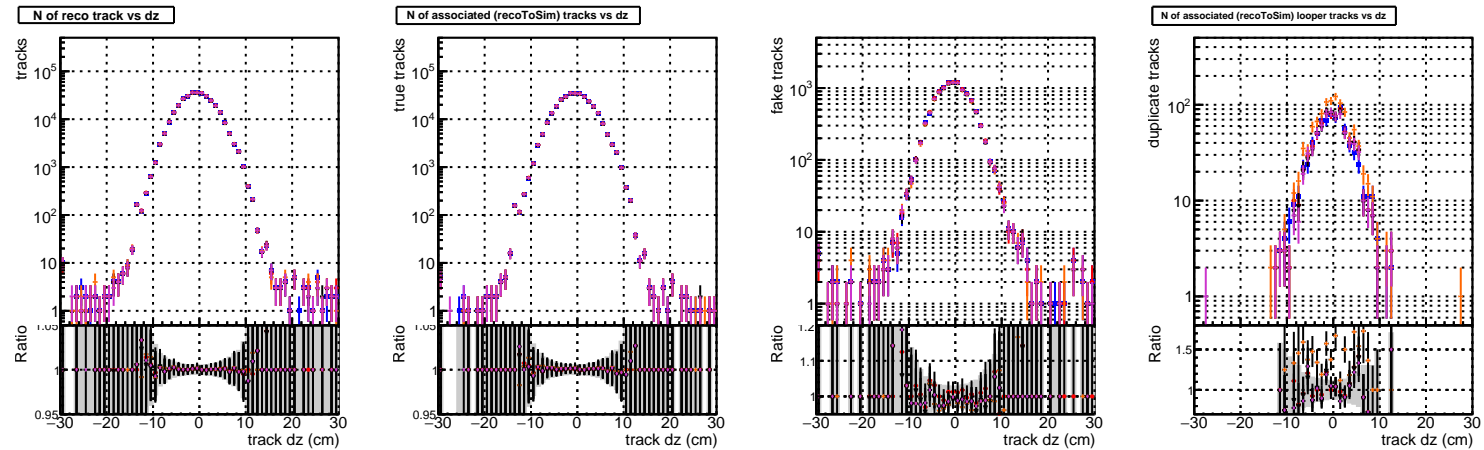 N of reco track vs dz
N of associated (recoToSim) tracks vs dz
N of associated (recoToSim) looper tracks vs dz
tracks
10⁵
10⁴
10³
10²
10
1
Ratio
1.05
1
0.95
−30 −20 −10 0 10 20 30
track dz (cm)
true tracks
10⁵
10⁴
10³
10²
10
1
Ratio
1.05
1
0.95
−30 −20 −10 0 10 20 30
track dz (cm)
fake tracks
10³
10²
10
1
Ratio
1.2
1.1
1
−30 −20 −10 0 10 20 30
track dz (cm)
duplicate tracks
10²
10
1
Ratio
1.5
1
−30 −20 −10 0 10 20 30
track dz (cm)